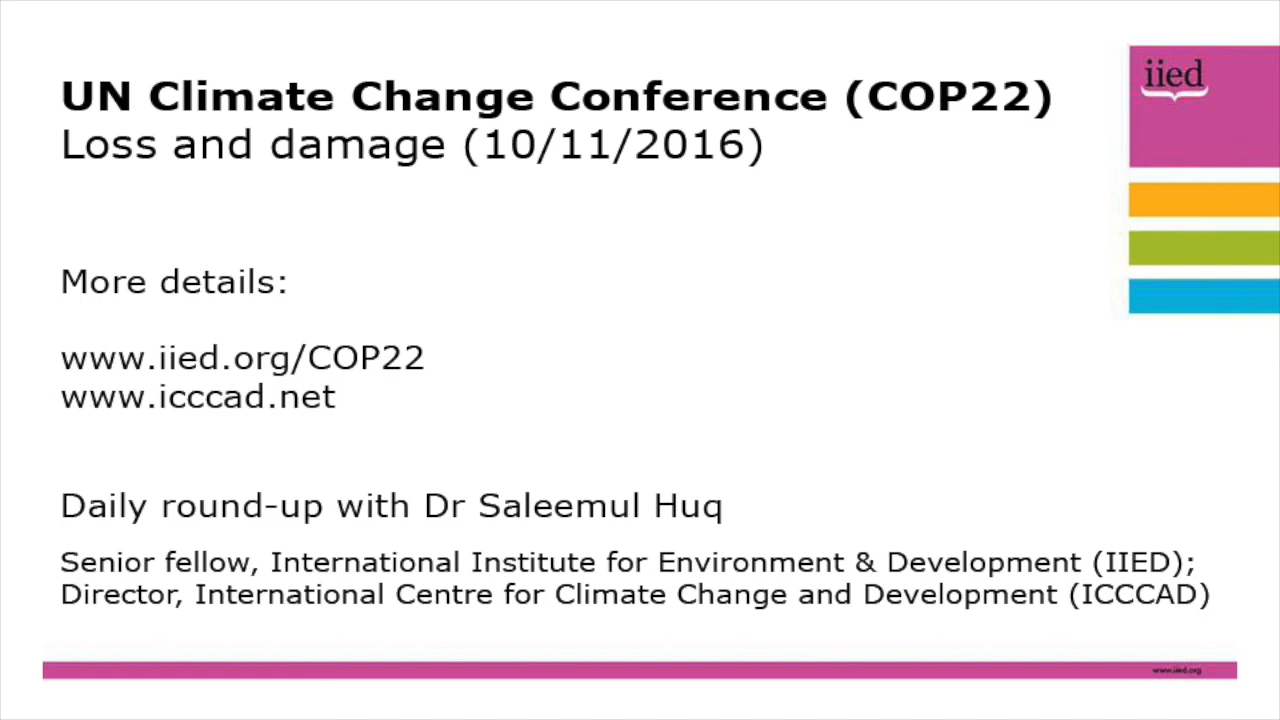 UN Climate Change Conference (COP22)
Loss and damage (10/11/2016)
iied
More details:
www.iied.org/COP22
www.icccad.net
Daily round-up with Dr Saleemul Huq
Senior fellow, International Institute for Environment & Development (IIED);
Director, International Centre for Climate Change and Development (ICCCAD)
www.iied.org